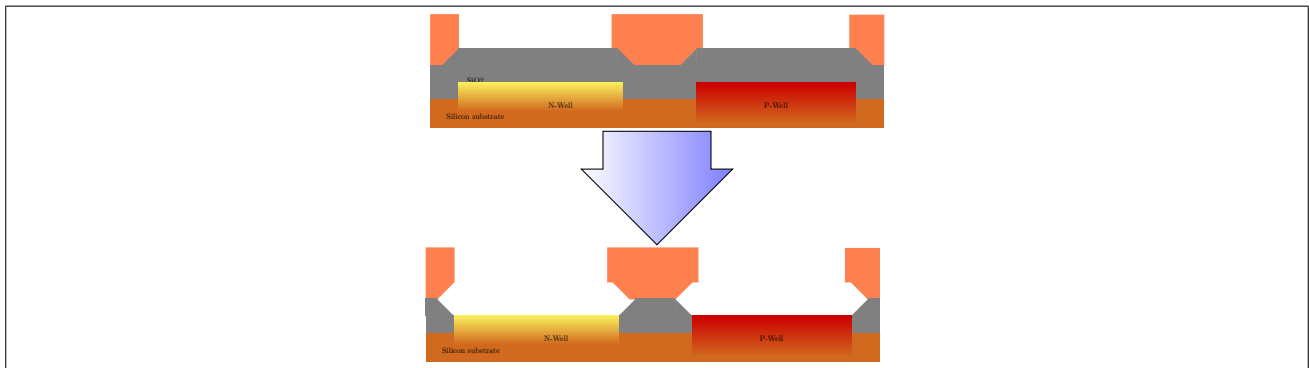 SiO2
N-Well
P-Well
Silicon substrate
N-Well
P-Well
Silicon substrate